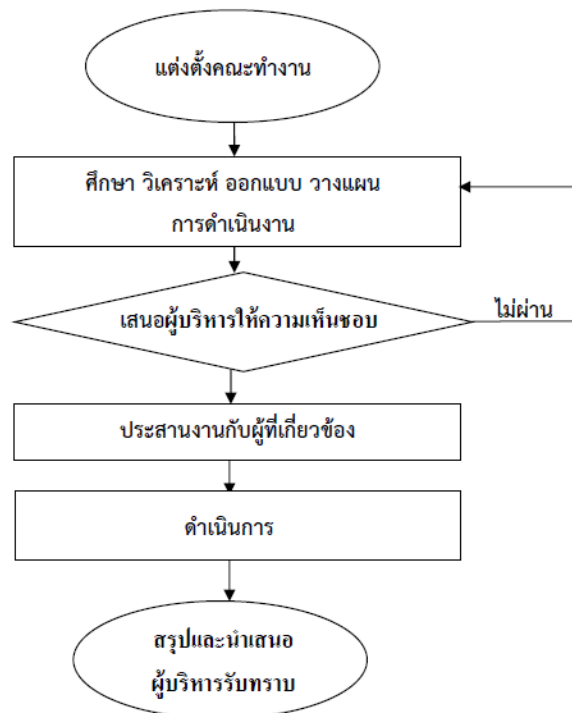 แต่งตั้งคณะทำงาน
ศึกษา วิเคราะห์ ออกแบบ วางแผน
การดำเนินงาน
เสนอผู้บริหารให้ความเห็นชอบ
ไม่ผ่าน
ประสานงานกับผู้ที่เกี่ยวข้อง
ดำเนินการ
สรุปและนำเสนอ
ผู้บริหารรับทราบ